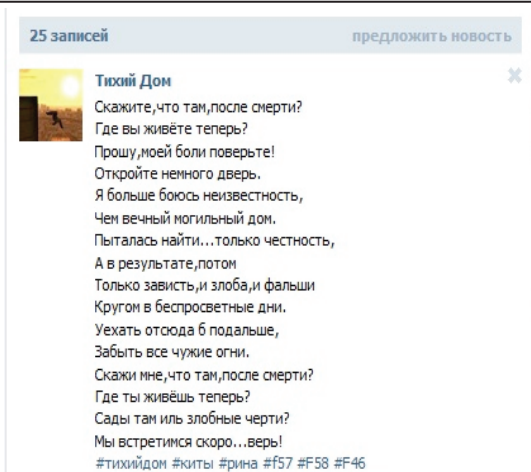 25 записей
предложить новость
Тихий Дом
Скажите,что там,после смерти?
Где вы живёте теперь?
Прошу,моей боли поверьте!
Откройте немного дверь.
Я больше боюсь неизвестность,
Чем вечный могильный дом.
Пыталась найти...только честность,
А в результате,потом
Только зависть,и злоба,и фальши
Кругом в беспросветные дни.
Уехать отсюда б подальше,
Забыть все чужие огни.
Скажи мне,что там,после смерти?
Где ты живёшь теперь?
Сады там иль злобные черти?
Мы встретимся скоро...верь!
#тихийдом #киты #рина #f57 #F58 #F46